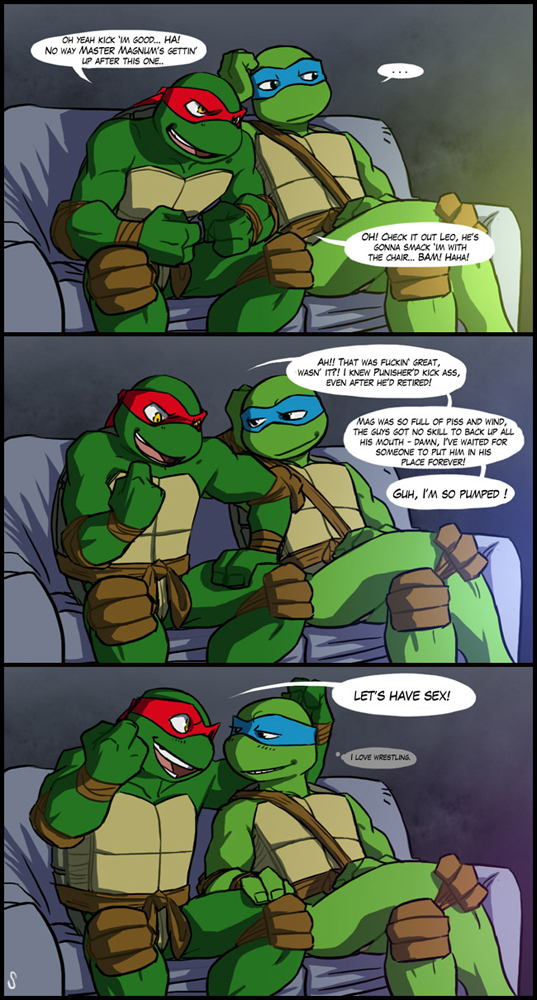 OH YEAH KICK 'IM GOOD... HA!
NO WAY MASTER MAGNUM'S GETTIN'
UP AFTER THIS ONE..
...
OH! CHECK IT OUT LEO, HE'S
GONNA SMACK 'IM WITH
THE CHAIR... BAM! HAHA!
AH!! THAT WAS FUCKIN' GREAT,
WASN' IT?! I KNEW PUNISHER'D KICK ASS,
EVEN AFTER HE'D RETIRED!
MAG WAS SO FULL OF PISS AND WIND,
THE GUYS GOT NO SKILL TO BACK UP ALL
HIS MOUTH - DAMN, I'VE WAITED FOR
SOMEONE TO PUT HIM IN HIS
PLACE FOREVER!
GUH, I'M SO PUMPED !
LET'S HAVE SEX!
I LOVE WRESTLING.
S